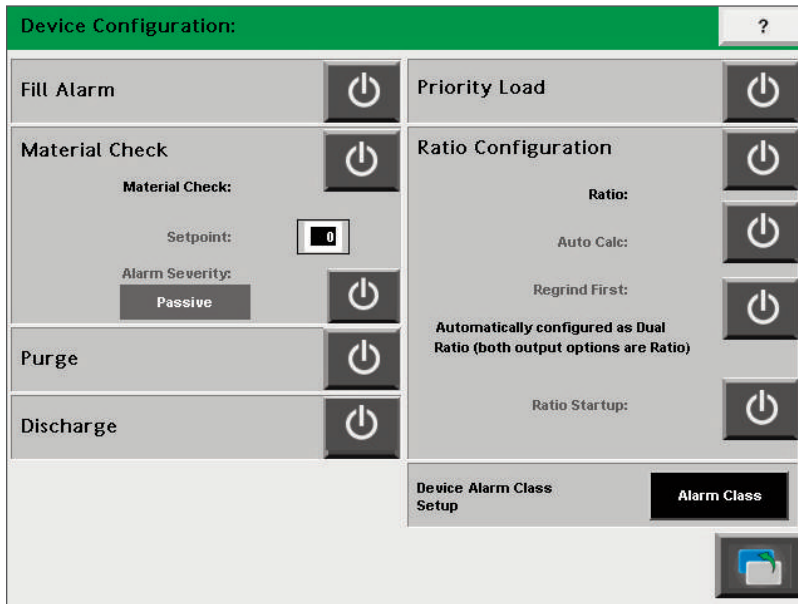 Device Configuration:
?
Fill Alarm
Material Check
Material Check:
Setpoint:
0
Alarm Severity:
Passive
Purge
Discharge
Priority Load
Ratio Configuration
Ratio:
Auto Calc:
Regrind First:
Automatically configured as Dual
Ratio (both output options are Ratio)
Ratio Startup:
Device Alarm Class
Setup
Alarm Class